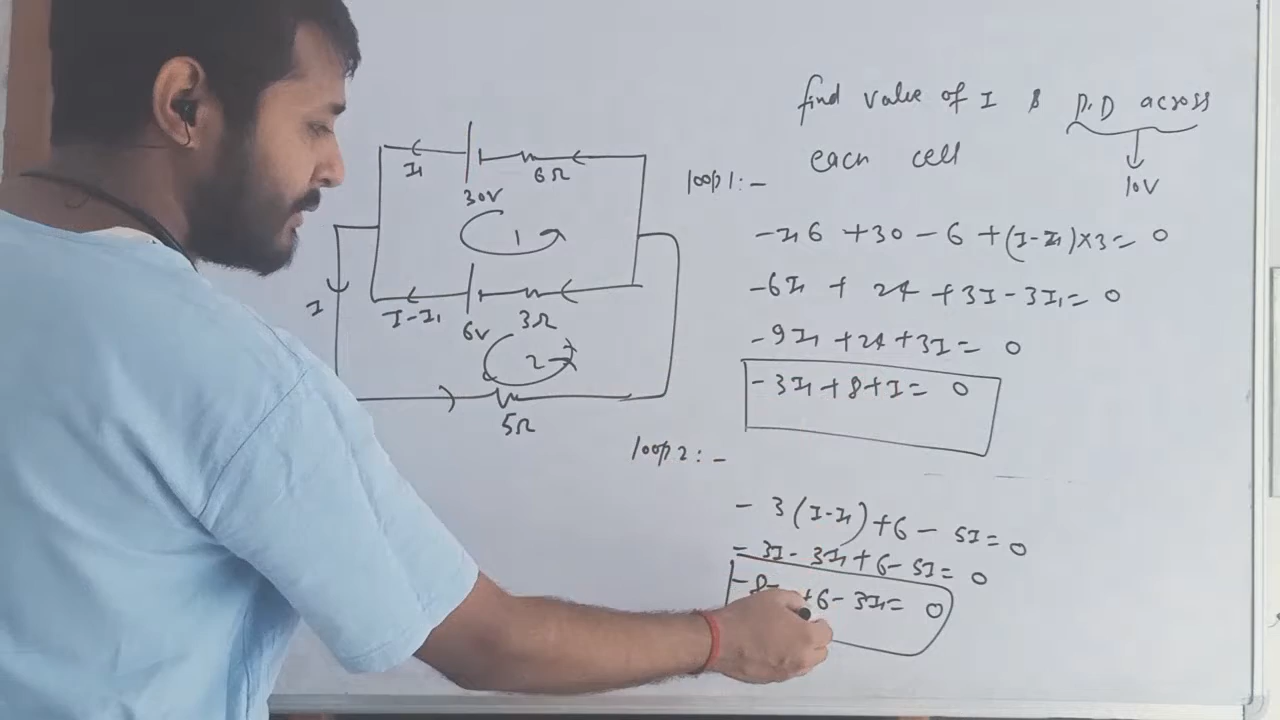 find value of I & P.D across
each cell
10V
I₁
6Ω
30V
1
I
I-I₁
6V
3Ω
2
5Ω
loop 1:-
-I₁6 +30 -6 +(I-I₁)×3= 0
-6I₁ + 24 +3I-3I₁= 0
-9I₁ +24+3I= 0
-3I₁+8+I= 0
loop 2:-
- 3(I-I₁)+6- 5I= 0
- 3I- 3I₁+6-5I= 0
+6- 3I₁= 0